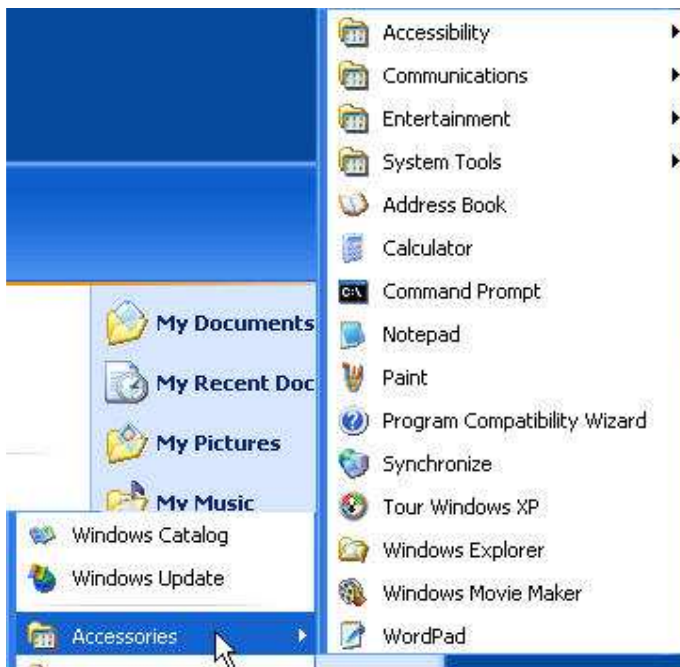 Accessibility
Communications
Entertainment
System Tools
Address Book
Calculator
Command Prompt
Notepad
Paint
Program Compatibility Wizard
Synchronize
Tour Windows XP
Windows Explorer
Windows Movie Maker
WordPad
My Documents
My Recent Doc
My Pictures
My Music
Windows Catalog
Windows Update
Accessories